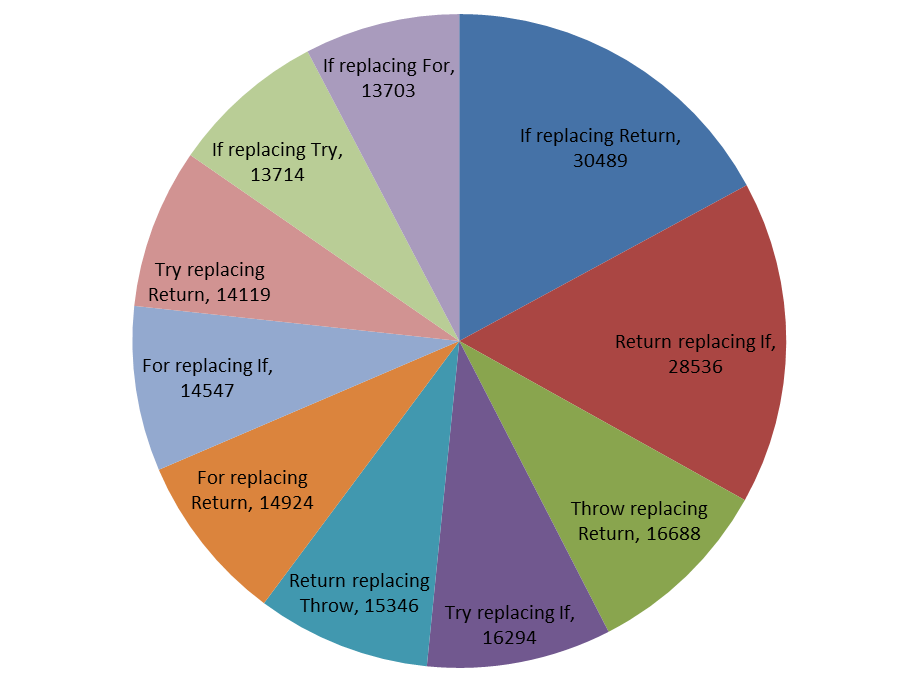 If replacing For,
13703
If replacing Return,
30489
If replacing Try,
13714
Try replacing
Return, 14119
Return replacing If,
28536
For replacing If,
14547
For replacing
Return, 14924
Throw replacing
Return, 16688
Return replacing
Throw, 15346
Try replacing If,
16294